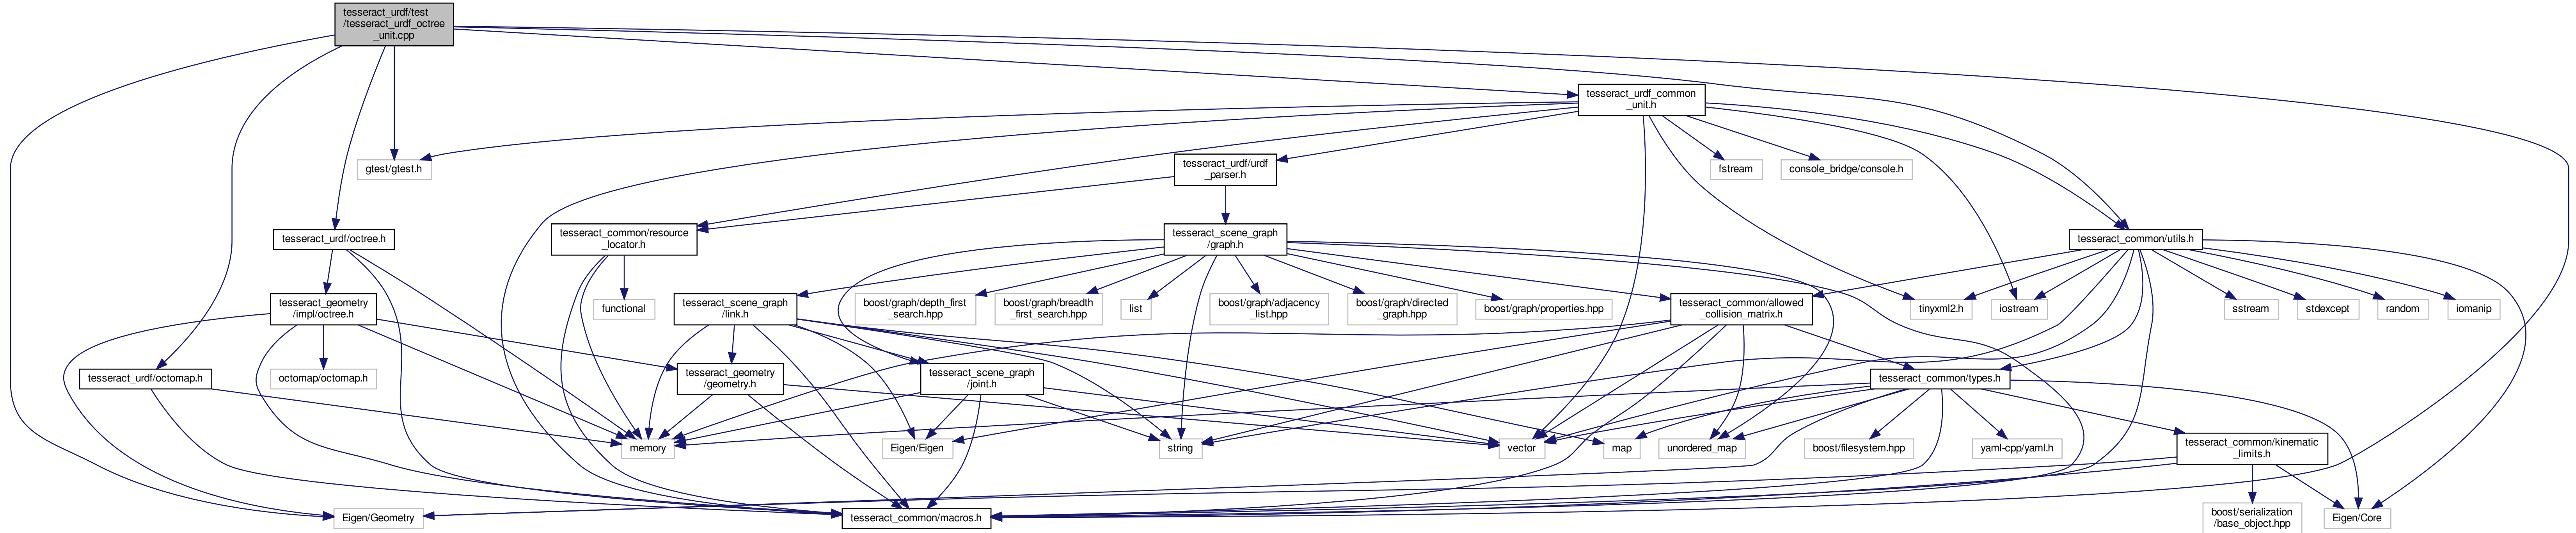 tesseract_urdf/test
/tesseract_urdf_octree
_unit.cpp
tesseract_urdf_common
_unit.h
gtest/gtest.h
tesseract_urdf/urdf
_parser.h
fstream
console_bridge/console.h
tesseract_urdf/octree.h
tesseract_common/resource
_locator.h
tesseract_scene_graph
/graph.h
tesseract_common/utils.h
tesseract_geometry
/impl/octree.h
functional
tesseract_scene_graph
/link.h
boost/graph/depth_first
_search.hpp
boost/graph/breadth
_first_search.hpp
list
boost/graph/adjacency
_list.hpp
boost/graph/directed
_graph.hpp
boost/graph/properties.hpp
tesseract_common/allowed
_collision_matrix.h
tinyxml2.h
iostream
sstream
stdexcept
random
iomanip
tesseract_urdf/octomap.h
octomap/octomap.h
tesseract_geometry
/geometry.h
tesseract_scene_graph
/joint.h
tesseract_common/types.h
memory
Eigen/Eigen
string
vector
map
unordered_map
boost/filesystem.hpp
yaml-cpp/yaml.h
tesseract_common/kinematic
_limits.h
Eigen/Geometry
tesseract_common/macros.h
boost/serialization
/base_object.hpp
Eigen/Core